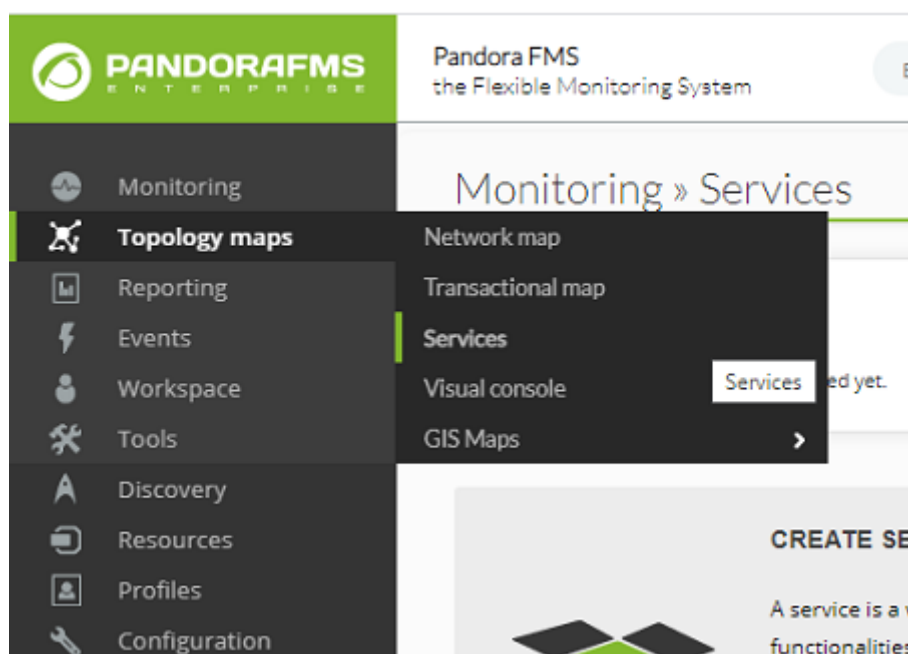 PANDORAFMS
ENTERPRISE
Pandora FMS
the Flexible Monitoring System
Monitoring
Topology maps
Reporting
Events
Workspace
Tools
Discovery
Resources
Profiles
Configuration
Monitoring » Services
Network map
Transactional map
Services
Visual console
GIS Maps
Services
ed yet.
CREATE SE
A service is a
functionalities